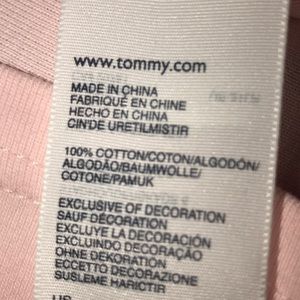 www.tommy.com
MADE IN CHINA
FABRIQUÉ EN CHINE
HECHO EN CHINA
CIN'DE URETILMISTIR
100% COTTON/COTON/ALGODÓN/
ALGODÃO/BAUMWOLLE/
COTONE/PAMUK
EXCLUSIVE OF DECORATION
SAUF DÉCORATION
EXCLUYE LA DECORACIÓN
EXCLUINDO DECORAÇÃO
OHNE DEKORATION
ECCETTO DECORAZIONE
SUSLEME HARICTIR